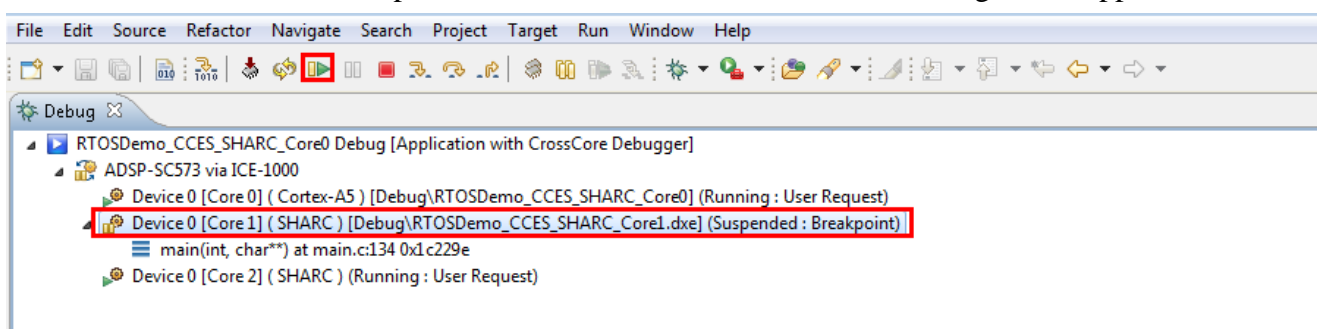 File Edit Source Refactor Navigate Search Project Target Run Window Help
010
1010
Debug
RTOSDemo_CCES_SHARC_Core0 Debug [Application with CrossCore Debugger]
ADSP-SC573 via ICE-1000
Device 0 [Core 0] ( Cortex-A5 ) [Debug\RTOSDemo_CCES_SHARC_Core0] (Running : User Request)
Device 0 [Core 1] ( SHARC ) [Debug\RTOSDemo_CCES_SHARC_Core1.dxe] (Suspended : Breakpoint)
main(int, char**) at main.c:134 0x1c229e
Device 0 [Core 2] ( SHARC ) (Running : User Request)